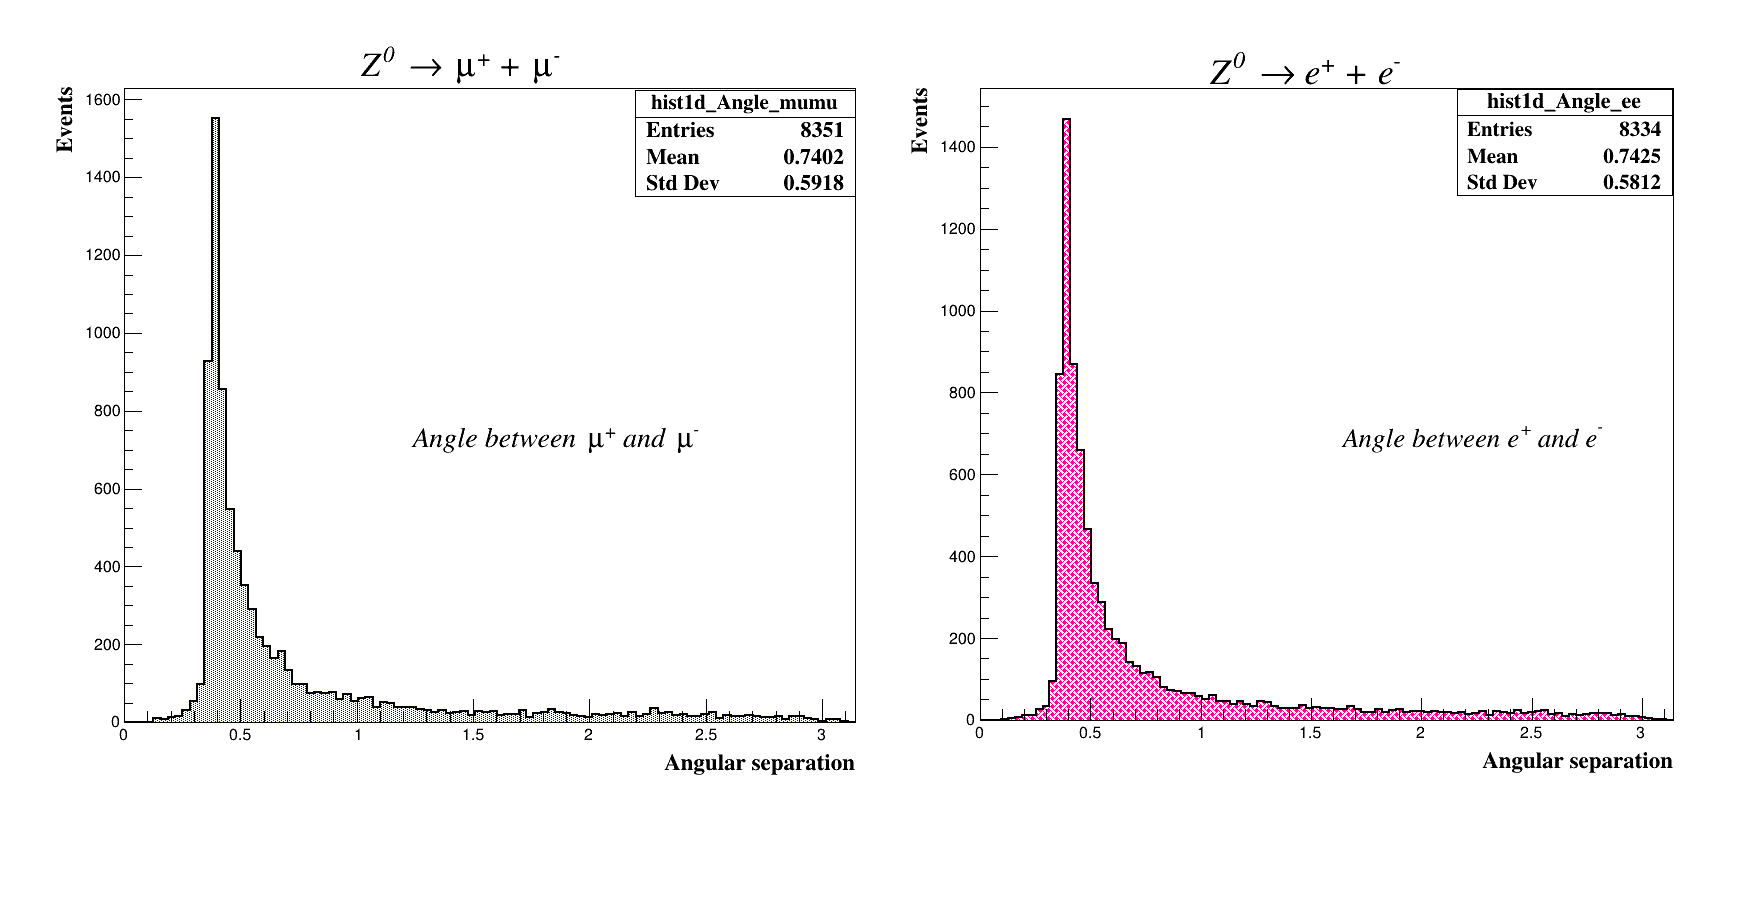 Z⁰ → μ⁺ + μ⁻
Events
1600
1400
1200
1000
800
600
400
200
0
hist1d_Angle_mumu
Entries 8351
Mean 0.7402
Std Dev 0.5918
Angle between μ⁺ and μ⁻
0 0.5 1 1.5 2 2.5 3
Angular separation
Z⁰ → e⁺ + e⁻
Events
1400
1200
1000
800
600
400
200
0
hist1d_Angle_ee
Entries 8334
Mean 0.7425
Std Dev 0.5812
Angle between e⁺ and e⁻
0 0.5 1 1.5 2 2.5 3
Angular separation